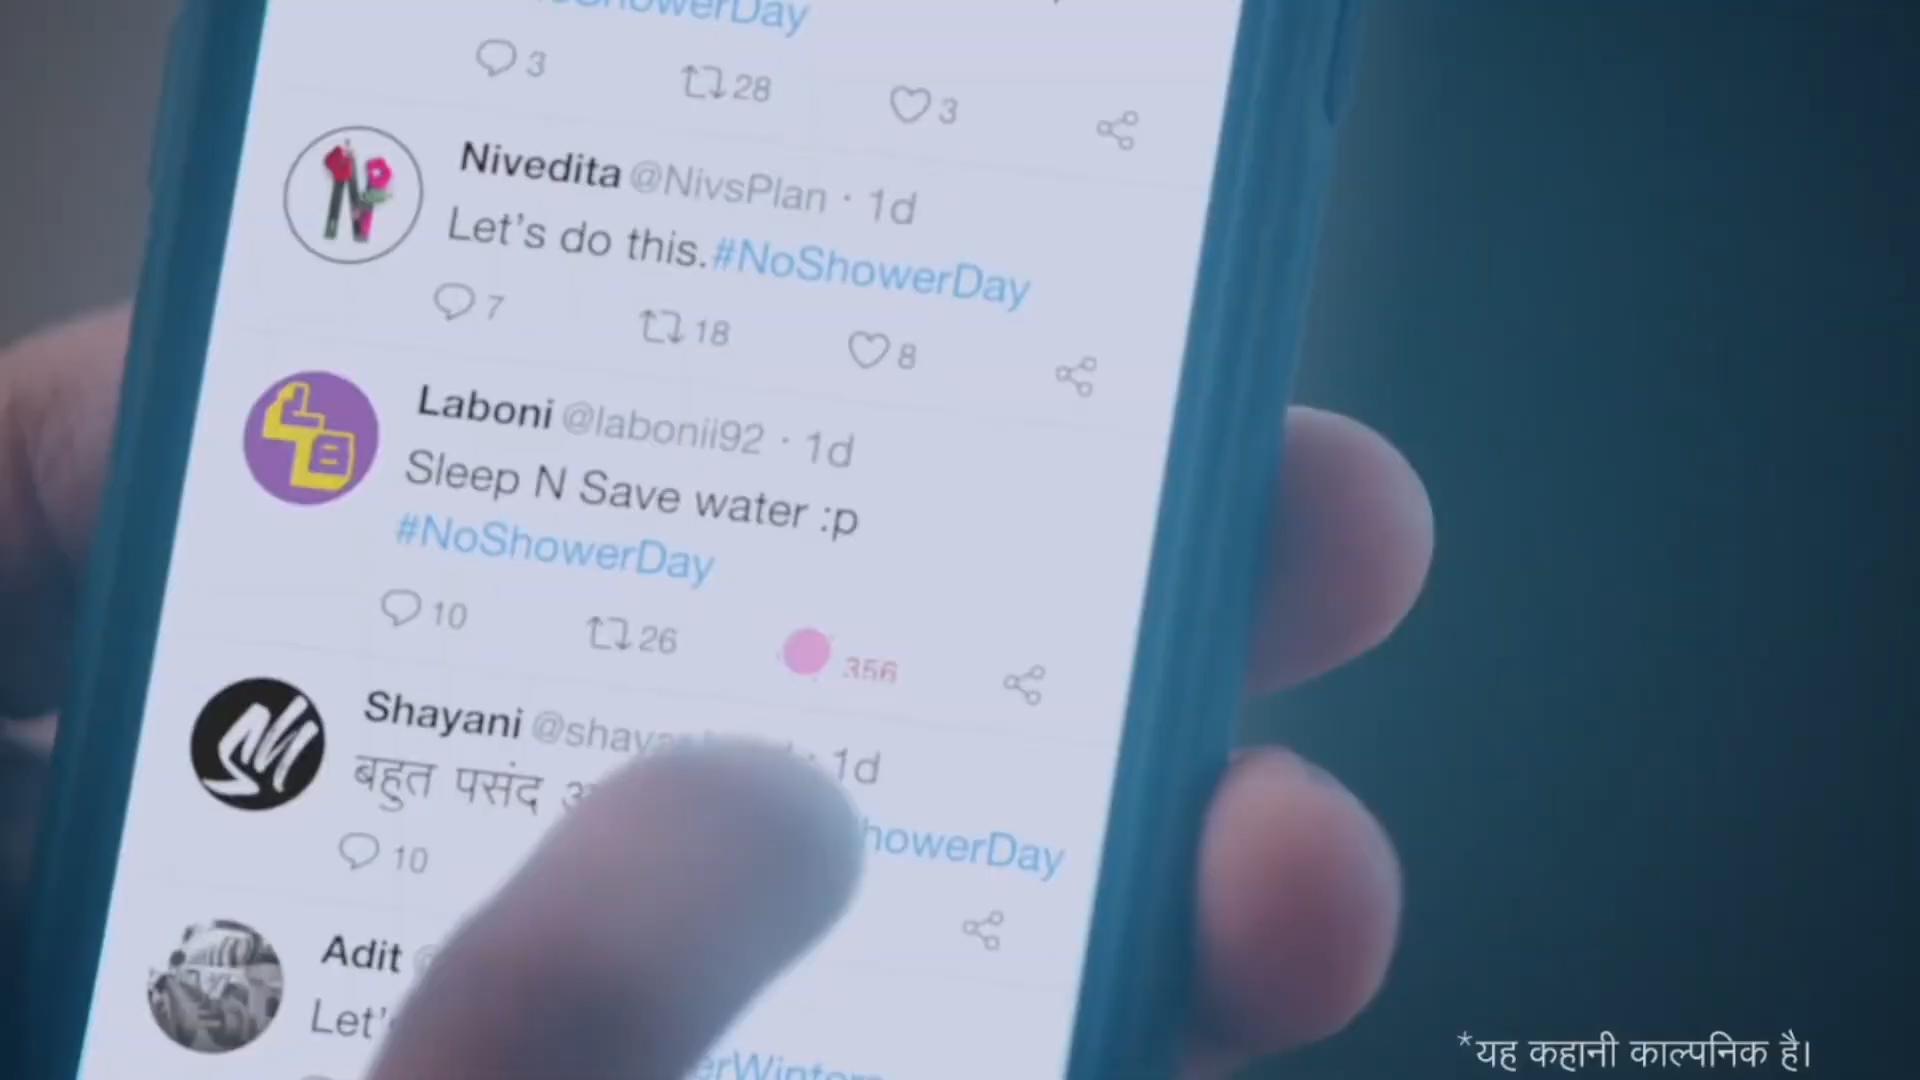 3 28 3
Nivedita @NivsPlan · 1d
Let's do this.#NoShowerDay
7 18 8
Laboni @labonii92 · 1d
Sleep N Save water :p
#NoShowerDay
10 26 356
Shayani 1d
बहुत पसंद
10
Adit
*यह कहानी काल्पनिक है।